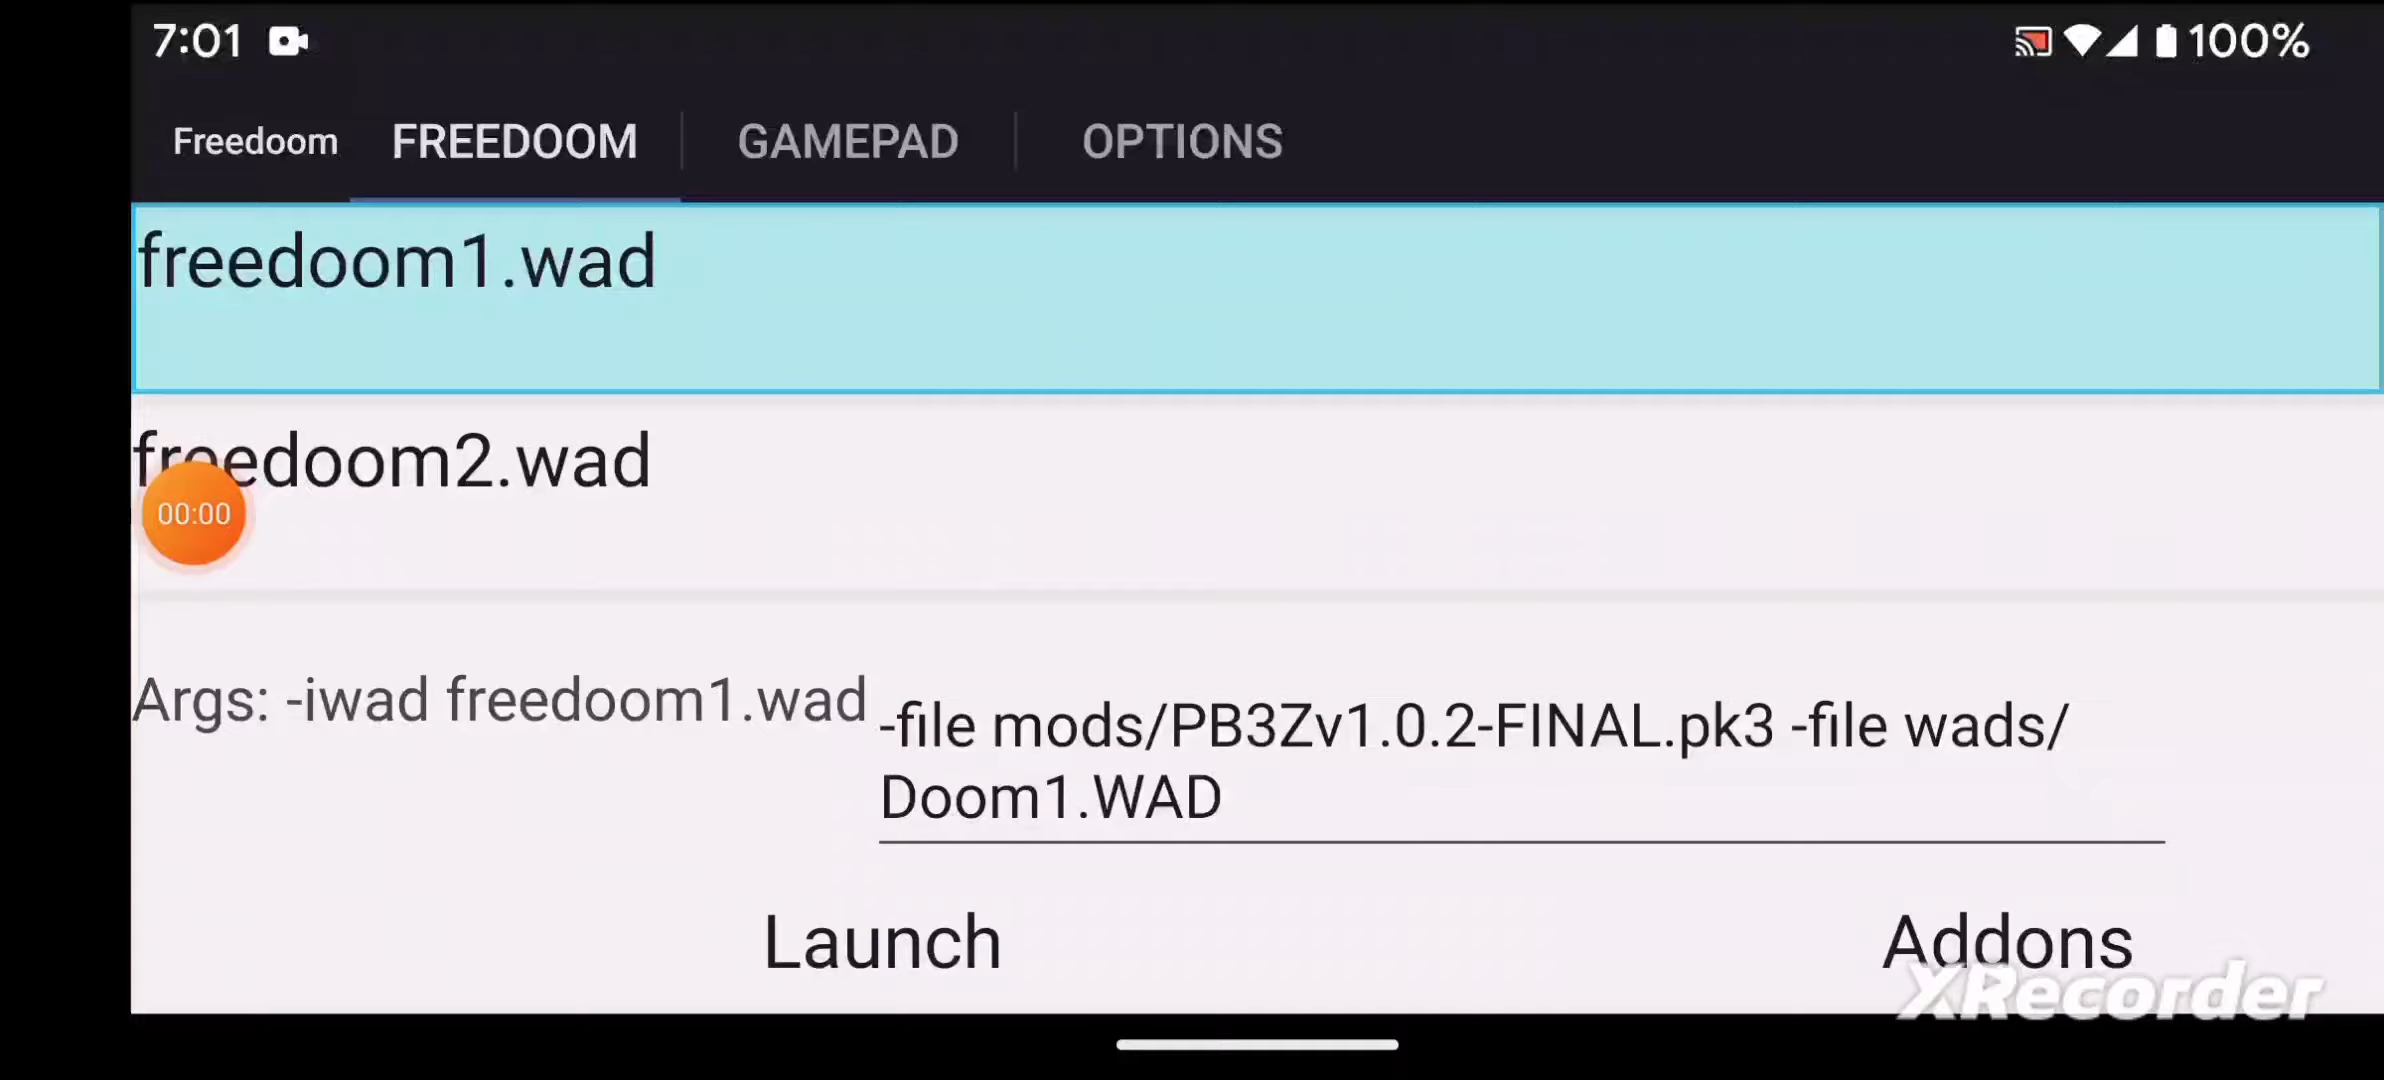 7:01
100%
Freedoom FREEDOOM GAMEPAD OPTIONS
freedoom1.wad
freedoom2.wad
00:00
Args: -iwad freedoom1.wad
-file mods/PB3Zv1.0.2-FINAL.pk3 -file wads/
Doom1.WAD
Launch Addons
XRecorder